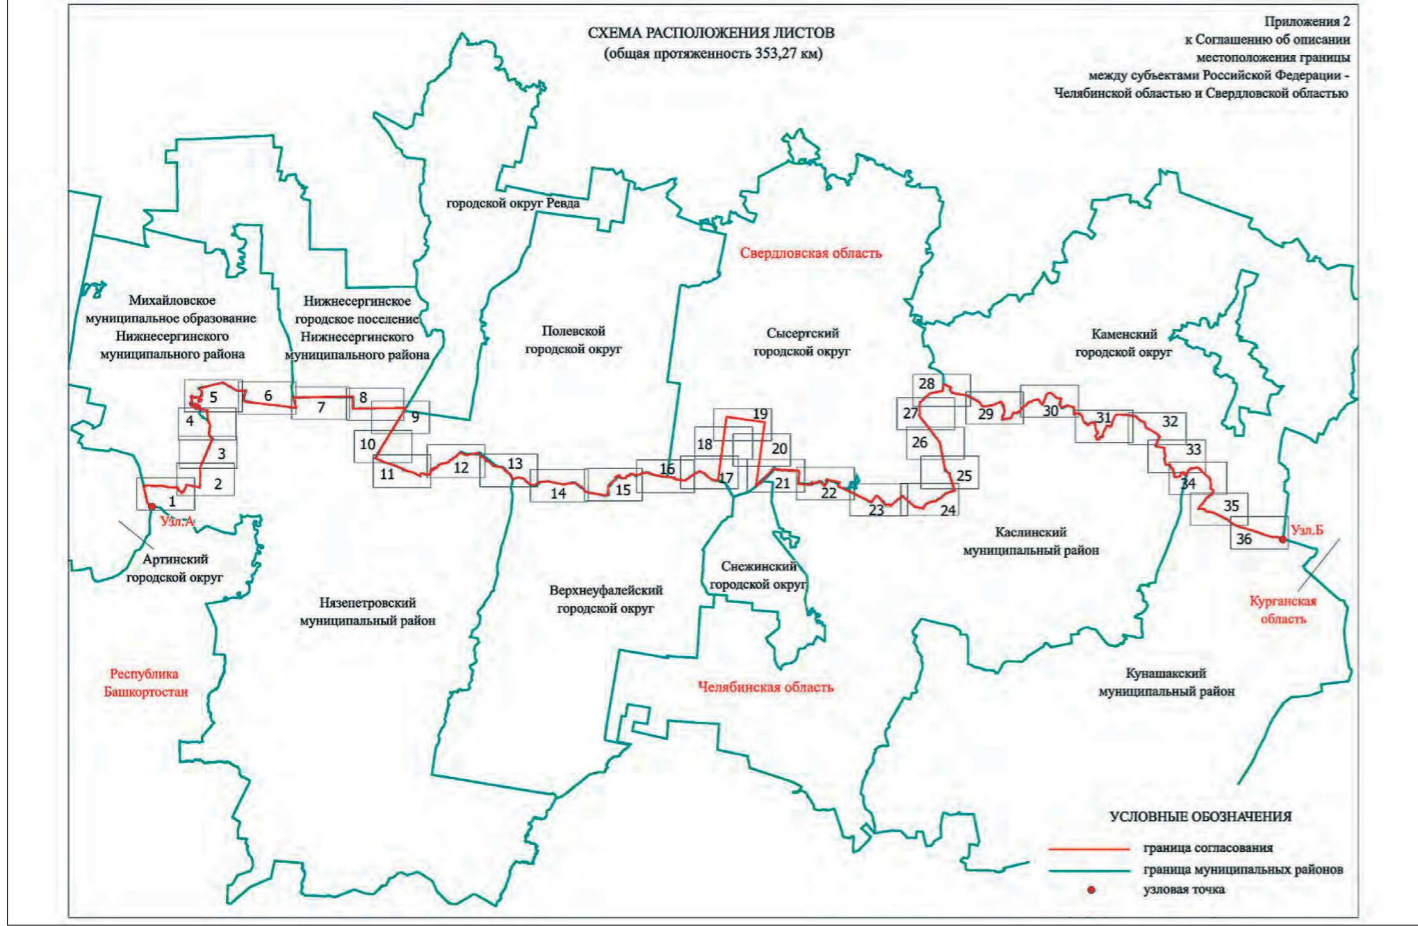 СХЕМА РАСПОЛОЖЕНИЯ ЛИСТОВ
(общая протяженность 353,27 км)
Приложения 2
к Соглашению об описании
местоположения границы
между субъектами Российской Федерации -
Челябинской областью и Свердловской областью
городской округ Ревда
Свердловская область
Михайловское
муниципальное образование
Нижнесергинского
муниципального района
Нижнесергинское
городское поселение
Нижнесергинского
муниципального района
Полевской
городской округ
Сысертский
городской округ
Каменский
городской округ
1
2
3
4
5
6
7
8
9
10
11
12
13
14
15
16
17
18
19
20
21
22
23
24
25
26
27
28
29
30
31
32
33
34
35
36
Узл.А
Узл.Б
Артинский
городской округ
Нязепетровский
муниципальный район
Верхнеуфалейский
городской округ
Снежинский
городской округ
Каслинский
муниципальный район
Курганская
область
Республика
Башкортостан
Челябинская область
Кунашакский
муниципальный район
УСЛОВНЫЕ ОБОЗНАЧЕНИЯ
граница согласования
граница муниципальных районов
узловая точка